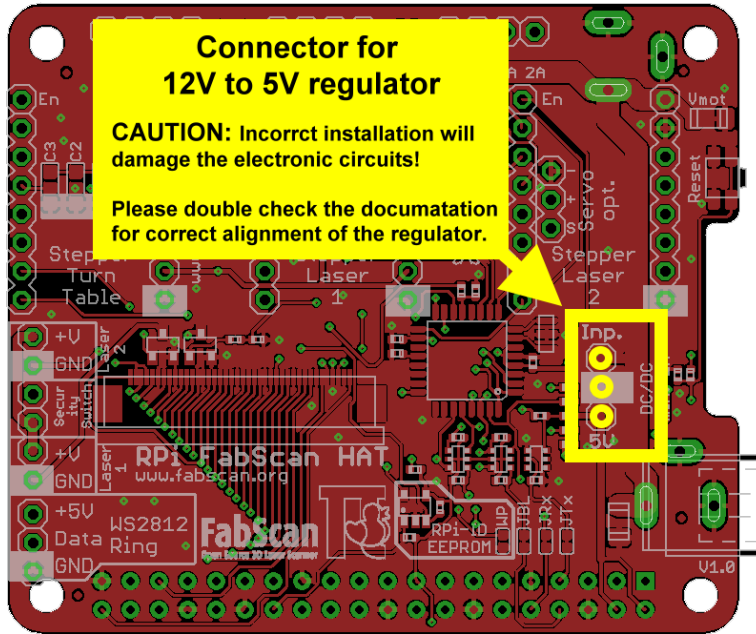 Connector for
12V to 5V regulator
CAUTION: Incorrct installation will
damage the electronic circuits!
Please double check the documatation
for correct alignment of the regulator.
A 2A
En
En
Vmot
C3
C2
Reset
Servo
opt.
-
+
S
Stepper
Turn
Table
Stepper
Laser
1
Stepper
Laser
2
+V
GND
Laser
2
Secur
ity
Switch
+V
GND
Laser
1
Inp.
DC/DC
5V
RPi FabScan HAT
www.fabscan.org
+5V
Data
GND
WS2812
Ring
FabScan
Open Source 3D Laser Scanner
RPi-ID
EEPROM
WP
JBL
JRX
JTx
V1.0